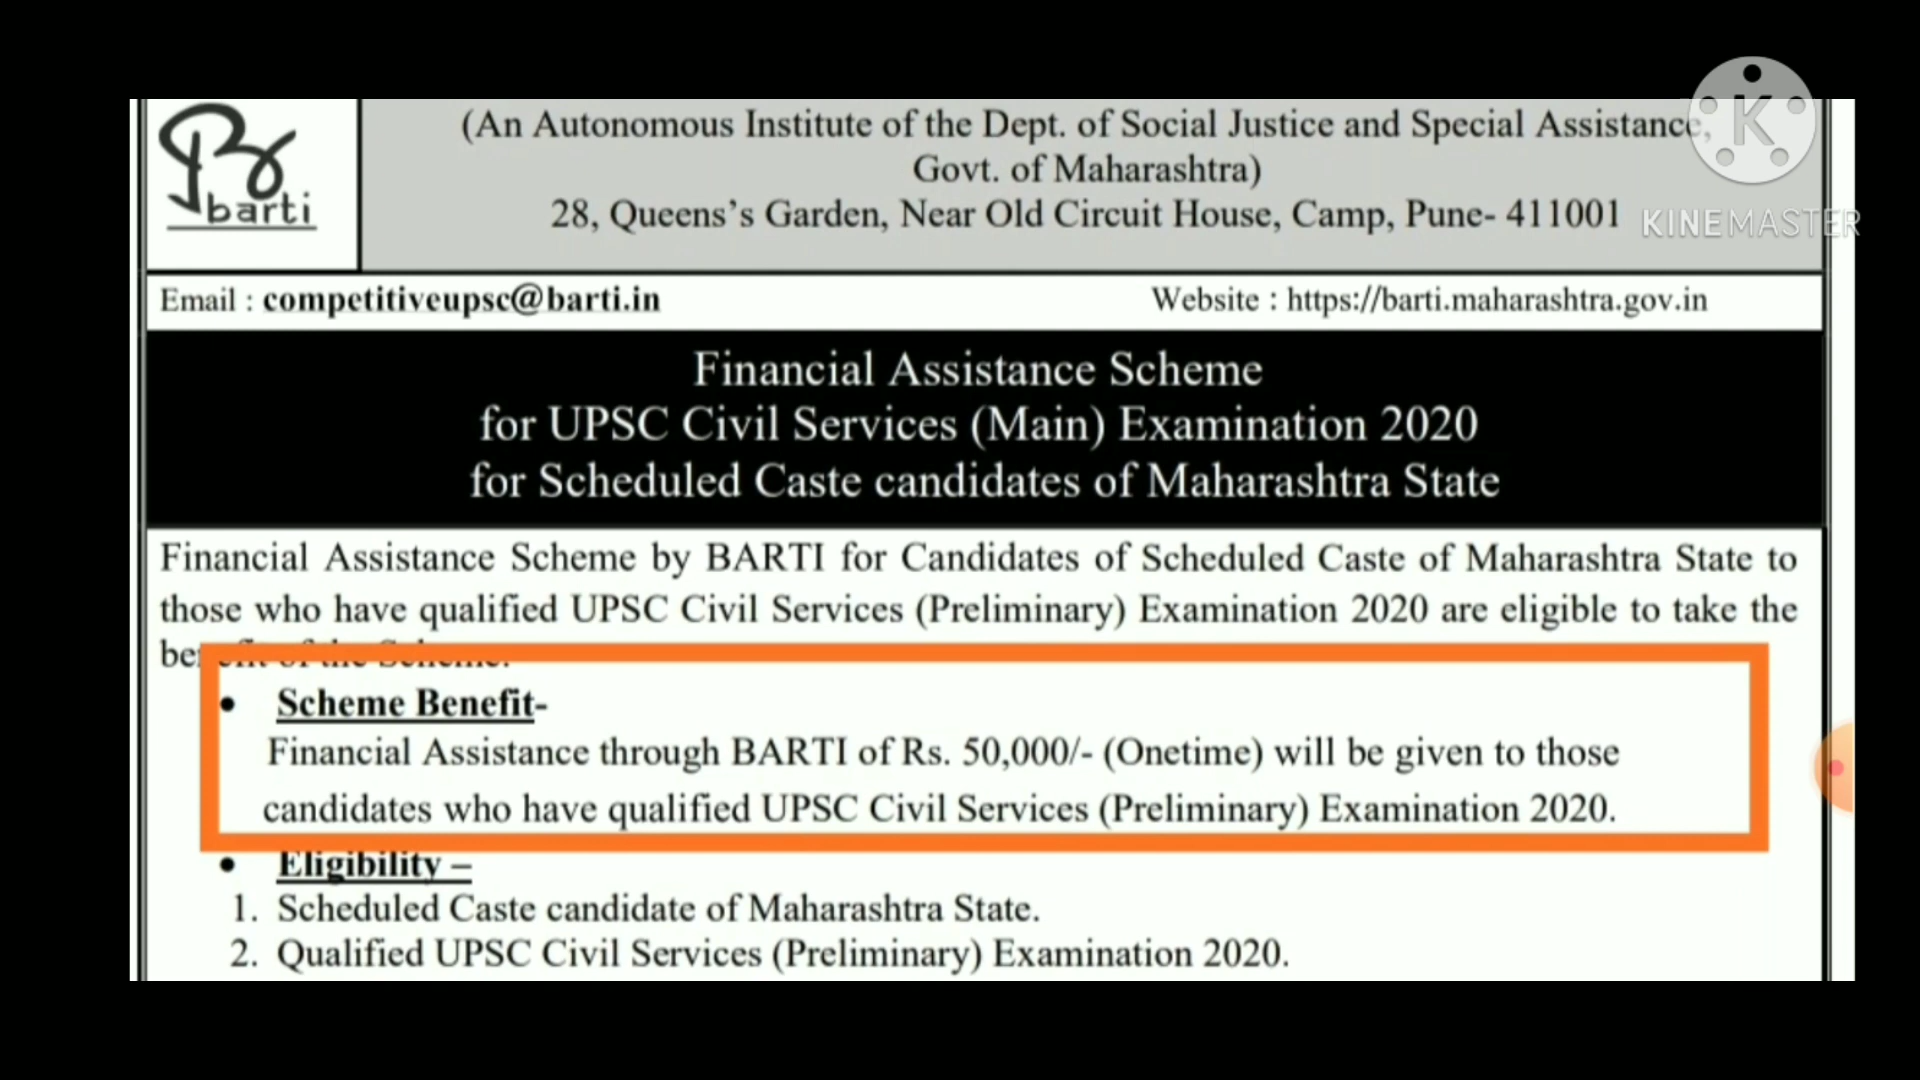 barti
(An Autonomous Institute of the Dept. of Social Justice and Special Assistance,
Govt. of Maharashtra)
28, Queens’s Garden, Near Old Circuit House, Camp, Pune- 411001
K
KINEMASTER
Email : competitiveupsc@barti.in Website : https://barti.maharashtra.gov.in
Financial Assistance Scheme
for UPSC Civil Services (Main) Examination 2020
for Scheduled Caste candidates of Maharashtra State
Financial Assistance Scheme by BARTI for Candidates of Scheduled Caste of Maharashtra State to
those who have qualified UPSC Civil Services (Preliminary) Examination 2020 are eligible to take the
benefit of the Scheme.
• Scheme Benefit-
Financial Assistance through BARTI of Rs. 50,000/- (Onetime) will be given to those
candidates who have qualified UPSC Civil Services (Preliminary) Examination 2020.
• Eligibility –
1. Scheduled Caste candidate of Maharashtra State.
2. Qualified UPSC Civil Services (Preliminary) Examination 2020.